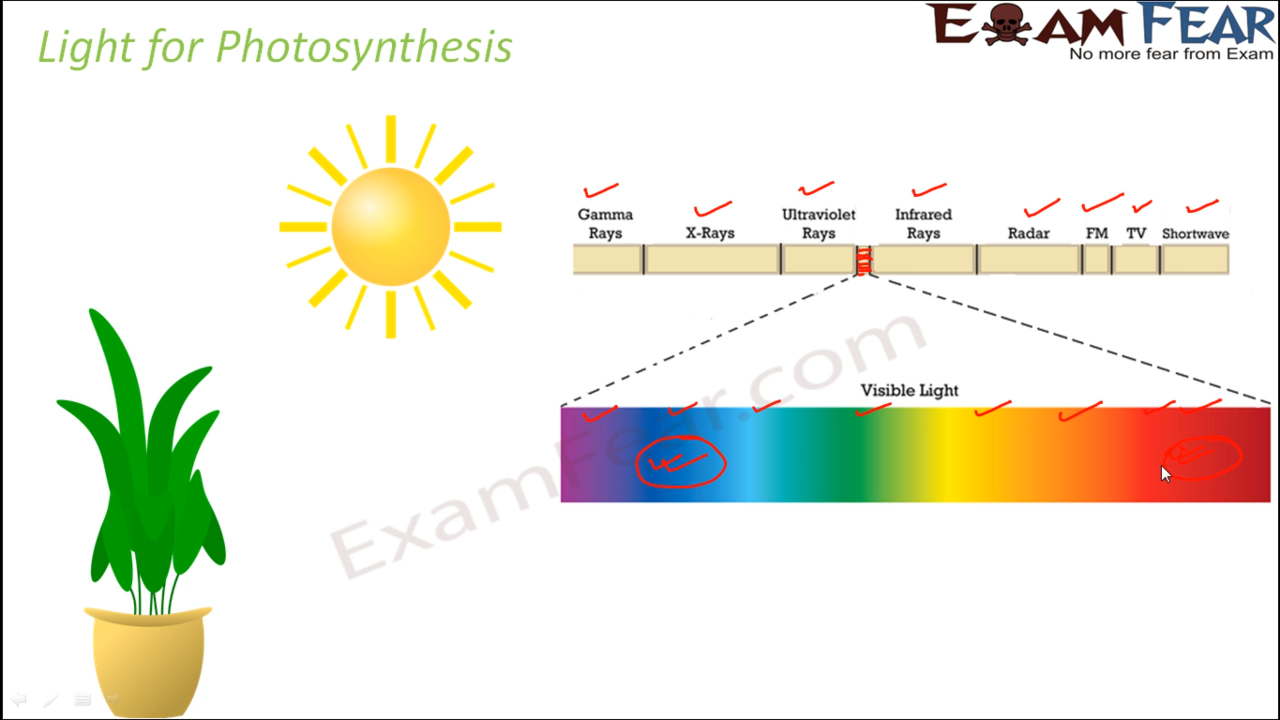 Light for Photosynthesis
EXAM FEAR
No more fear from Exam
Gamma Rays
X-Rays
Ultraviolet Rays
Infrared Rays
Radar
FM
TV
Shortwave
Visible Light
ExamFear.com